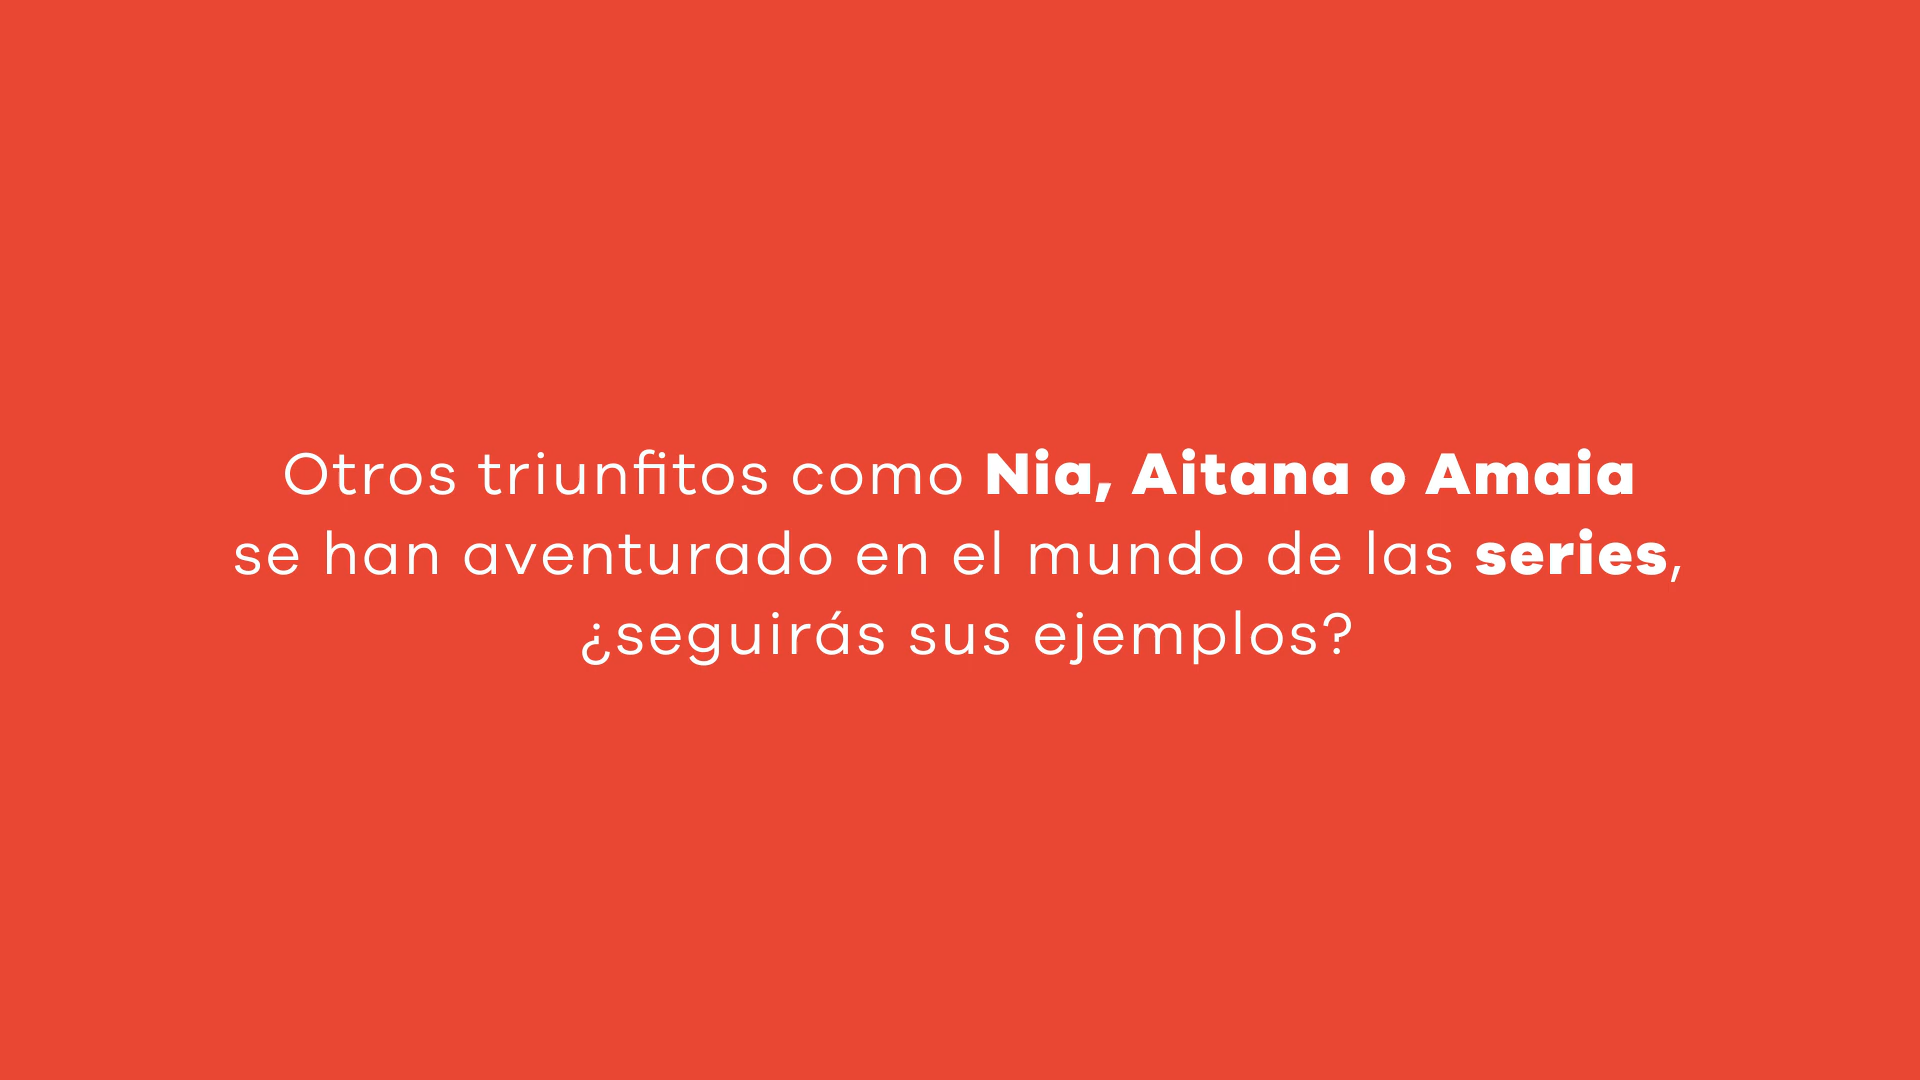 Otros triunfitos como Nia, Aitana o Amaia
se han aventurado en el mundo de las series,
¿seguirás sus ejemplos?